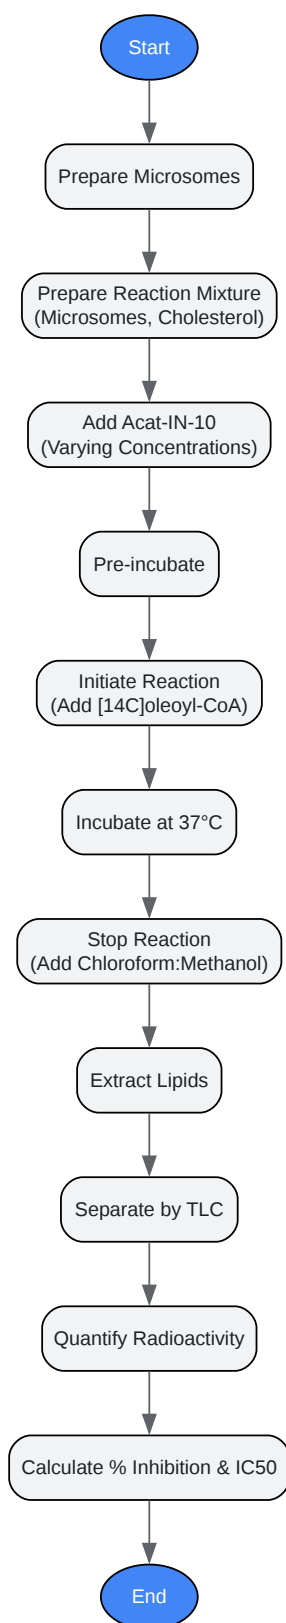 Start
Prepare Microsomes
Prepare Reaction Mixture
(Microsomes, Cholesterol)
Add Acat-IN-10
(Varying Concentrations)
Pre-incubate
Initiate Reaction
(Add [14C]oleoyl-CoA)
Incubate at 37°C
Stop Reaction
(Add Chloroform:Methanol)
Extract Lipids
Separate by TLC
Quantify Radioactivity
Calculate % Inhibition & IC50
End